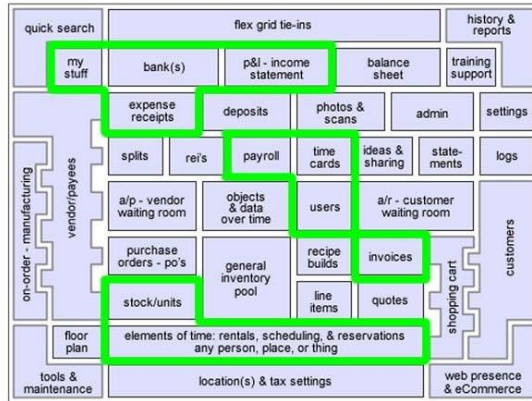 quick search
flex grid tie-ins
history &
reports
my
stuff
bank(s)
p&l - income
statement
balance
sheet
training
support
expense
receipts
deposits
photos &
scans
admin
settings
vendor/payees
on-order - manufacturing
splits
rei's
payroll
time
cards
ideas &
sharing
state-
ments
logs
a/p - vendor
waiting room
objects
& data
over time
users
a/r - customer
waiting room
customers
purchase
orders - po's
general
inventory
pool
recipe
builds
invoices
shopping cart
stock/units
line
items
quotes
floor
plan
elements of time: rentals, scheduling, & reservations
any person, place, or thing
tools &
maintenance
location(s) & tax settings
web presence
& eCommerce